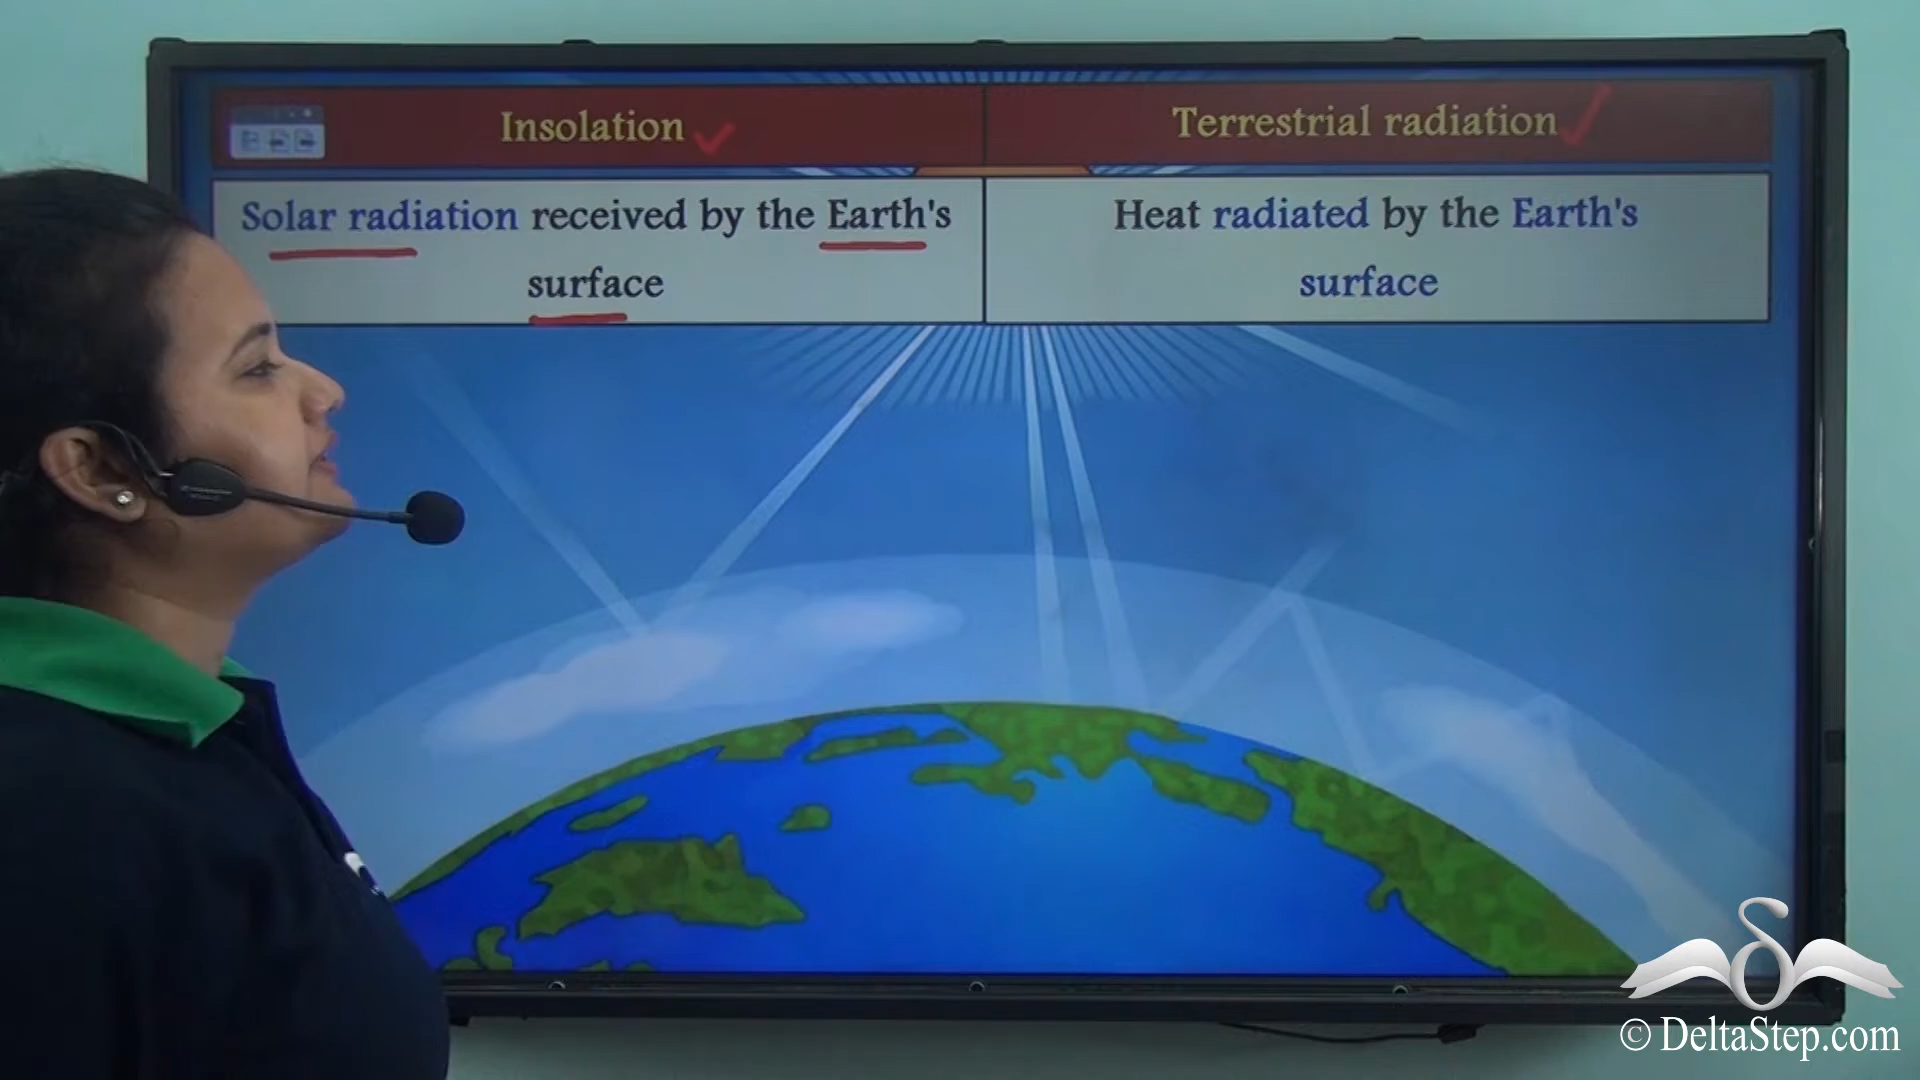 Insolation
Terrestrial radiation
Solar radiation received by the Earth's
surface
Heat radiated by the Earth's
surface
© DeltaStep.com